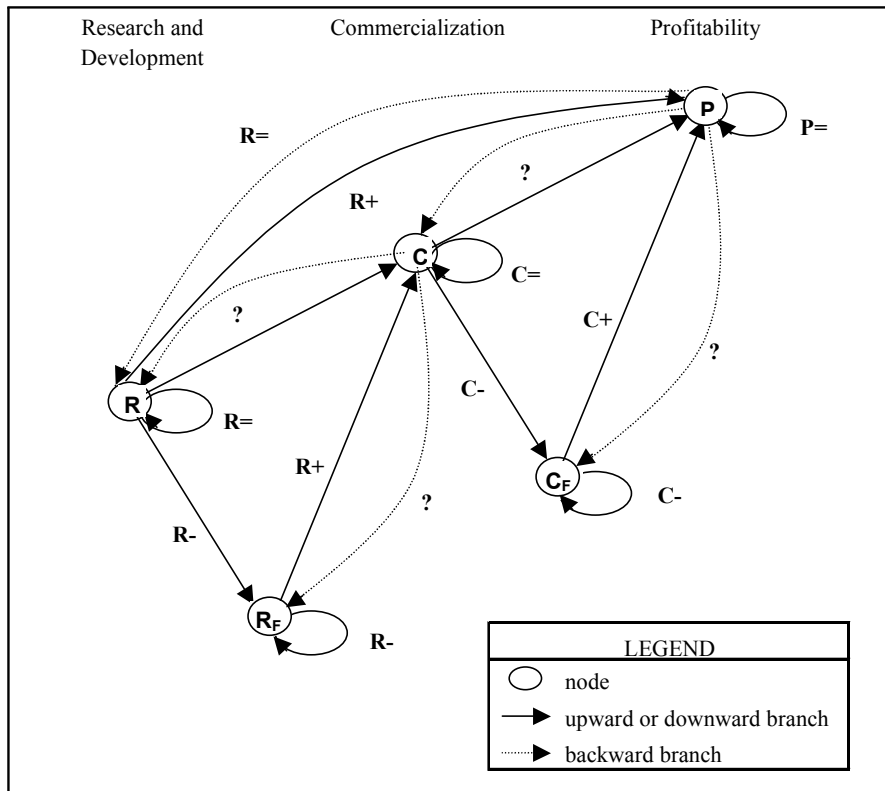 Research and
Development
Commercialization
Profitability
P
P=
R=
?
R+
C
C=
?
C+
?
C-
R
R=
R+
CF
C-
?
R-
RF
R-
LEGEND
node
upward or downward branch
backward branch